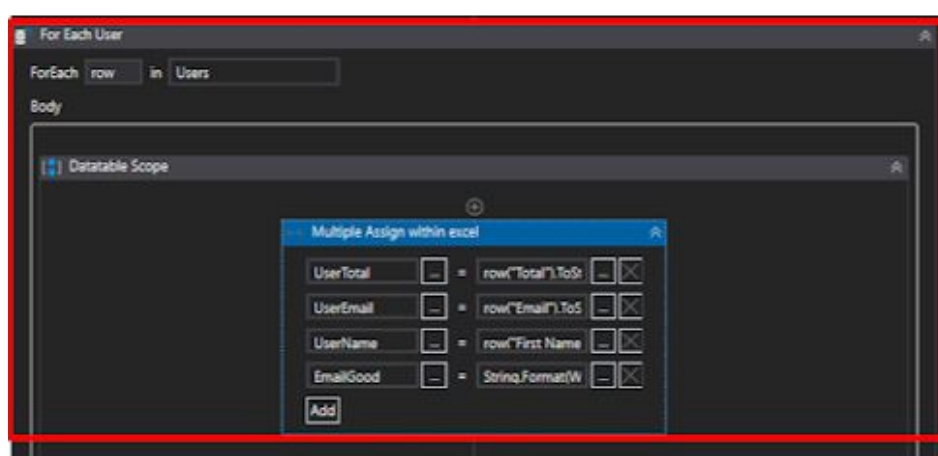 For Each User
ForEach row in Users
Body
Datatable Scope
Multiple Assign within excel
UserTotal ... = row("Total").ToSt ...
UserEmail ... = row("Email").ToS ...
UserName ... = row("First Name ...
EmailGood ... = String.Format(W ...
Add